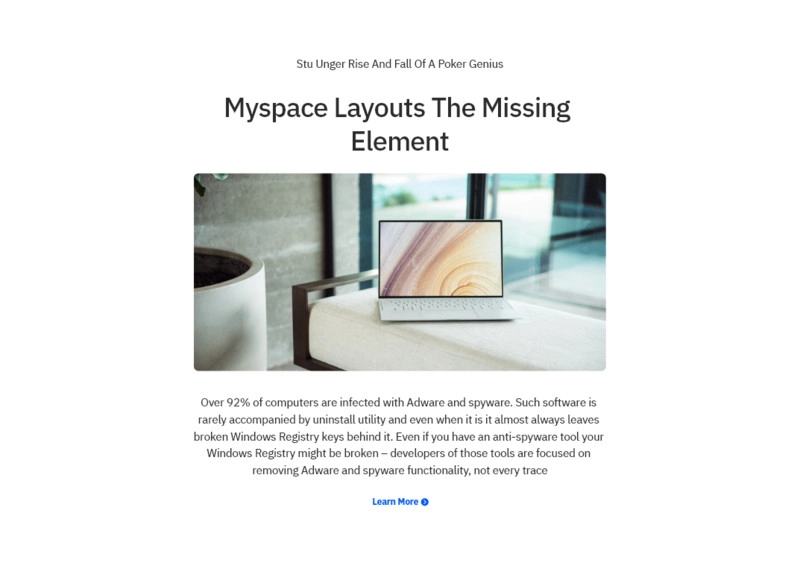 Stu Unger Rise And Fall Of A Poker Genius
Myspace Layouts The Missing
Element
Over 92% of computers are infected with Adware and spyware. Such software is
rarely accompanied by uninstall utility and even when it is it almost always leaves
broken Windows Registry keys behind it. Even if you have an anti-spyware tool your
Windows Registry might be broken – developers of those tools are focused on
removing Adware and spyware functionality, not every trace
Learn More